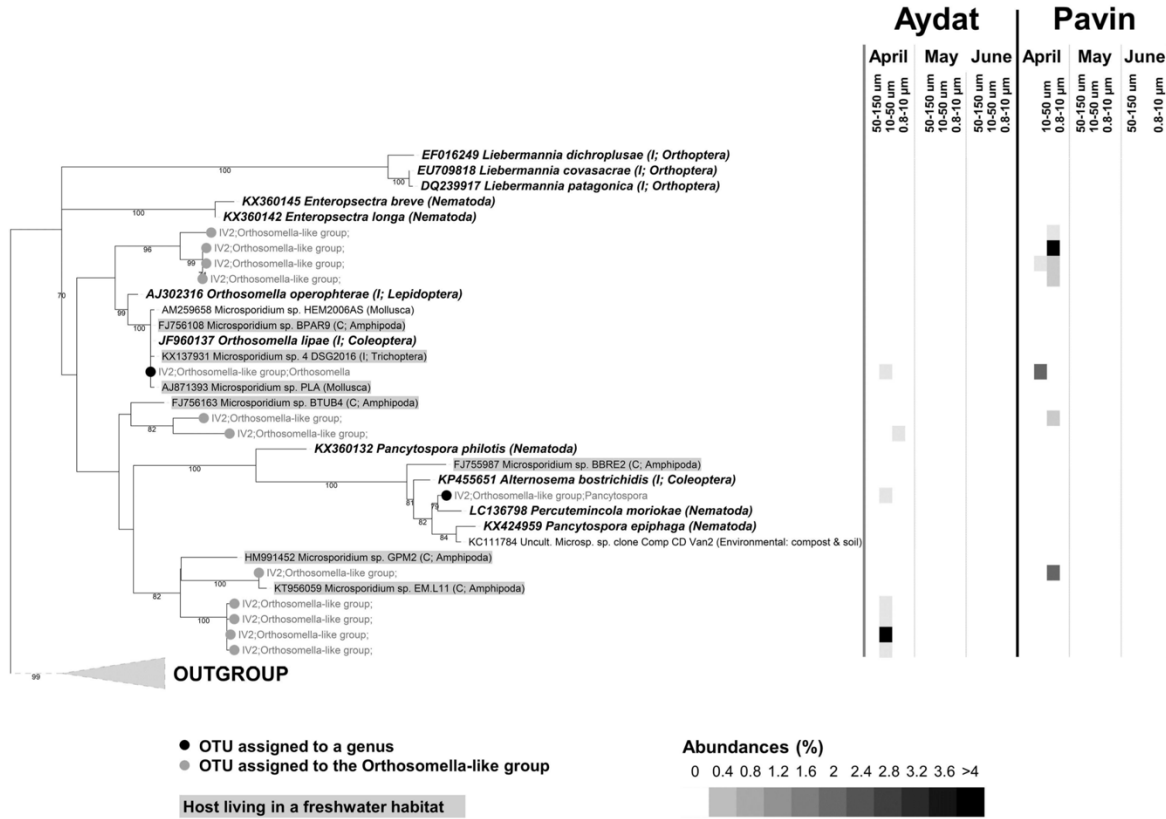 Aydat Pavin
April May June April May June
50-150 um 10-50 um 0.8-10 µm 50-150 um 10-50 um 0.8-10 µm 50-150 um 10-50 um 0.8-10 µm 10-50 um 0.8-10 µm 50-150 um 10-50 um 0.8-10 µm 50-150 um 0.8-10 µm
EF016249 Liebermannia dichroplusae (I; Orthoptera)
100
EU709818 Liebermannia covasacrae (I; Orthoptera)
100
DQ239917 Liebermannia patagonica (I; Orthoptera)
KX360145 Enteropsectra breve (Nematoda)
100
KX360142 Enteropsectra longa (Nematoda)
IV2;Orthosomella-like group;
96
IV2;Orthosomella-like group;
99
IV2;Orthosomella-like group;
IV2;Orthosomella-like group;
70
AJ302316 Orthosomella operophterae (I; Lepidoptera)
99
AM259658 Microsporidium sp. HEM2006AS (Mollusca)
100
FJ756108 Microsporidium sp. BPAR9 (C; Amphipoda)
JF960137 Orthosomella lipae (I; Coleoptera)
KX137931 Microsporidium sp. 4 DSG2016 (I; Trichoptera)
IV2;Orthosomella-like group;Orthosomella
AJ871393 Microsporidium sp. PLA (Mollusca)
FJ756163 Microsporidium sp. BTUB4 (C; Amphipoda)
IV2;Orthosomella-like group;
82
IV2;Orthosomella-like group;
KX360132 Pancytospora philotis (Nematoda)
100
FJ755987 Microsporidium sp. BBRE2 (C; Amphipoda)
100
KP455651 Alternosema bostrichidis (I; Coleoptera)
IV2;Orthosomella-like group;Pancytospora
79
LC136798 Percutemincola moriokae (Nematoda)
82
KX424959 Pancytospora epiphaga (Nematoda)
84
KC111784 Uncult. Microsp. sp. clone Comp CD Van2 (Environmental: compost & soil)
HM991452 Microsporidium sp. GPM2 (C; Amphipoda)
IV2;Orthosomella-like group;
100
KT956059 Microsporidium sp. EM.L11 (C; Amphipoda)
82
IV2;Orthosomella-like group;
IV2;Orthosomella-like group;
100
IV2;Orthosomella-like group;
IV2;Orthosomella-like group;
99
OUTGROUP
OTU assigned to a genus
OTU assigned to the Orthosomella-like group
Host living in a freshwater habitat
Abundances (%)
0 0.4 0.8 1.2 1.6 2 2.4 2.8 3.2 3.6 >4